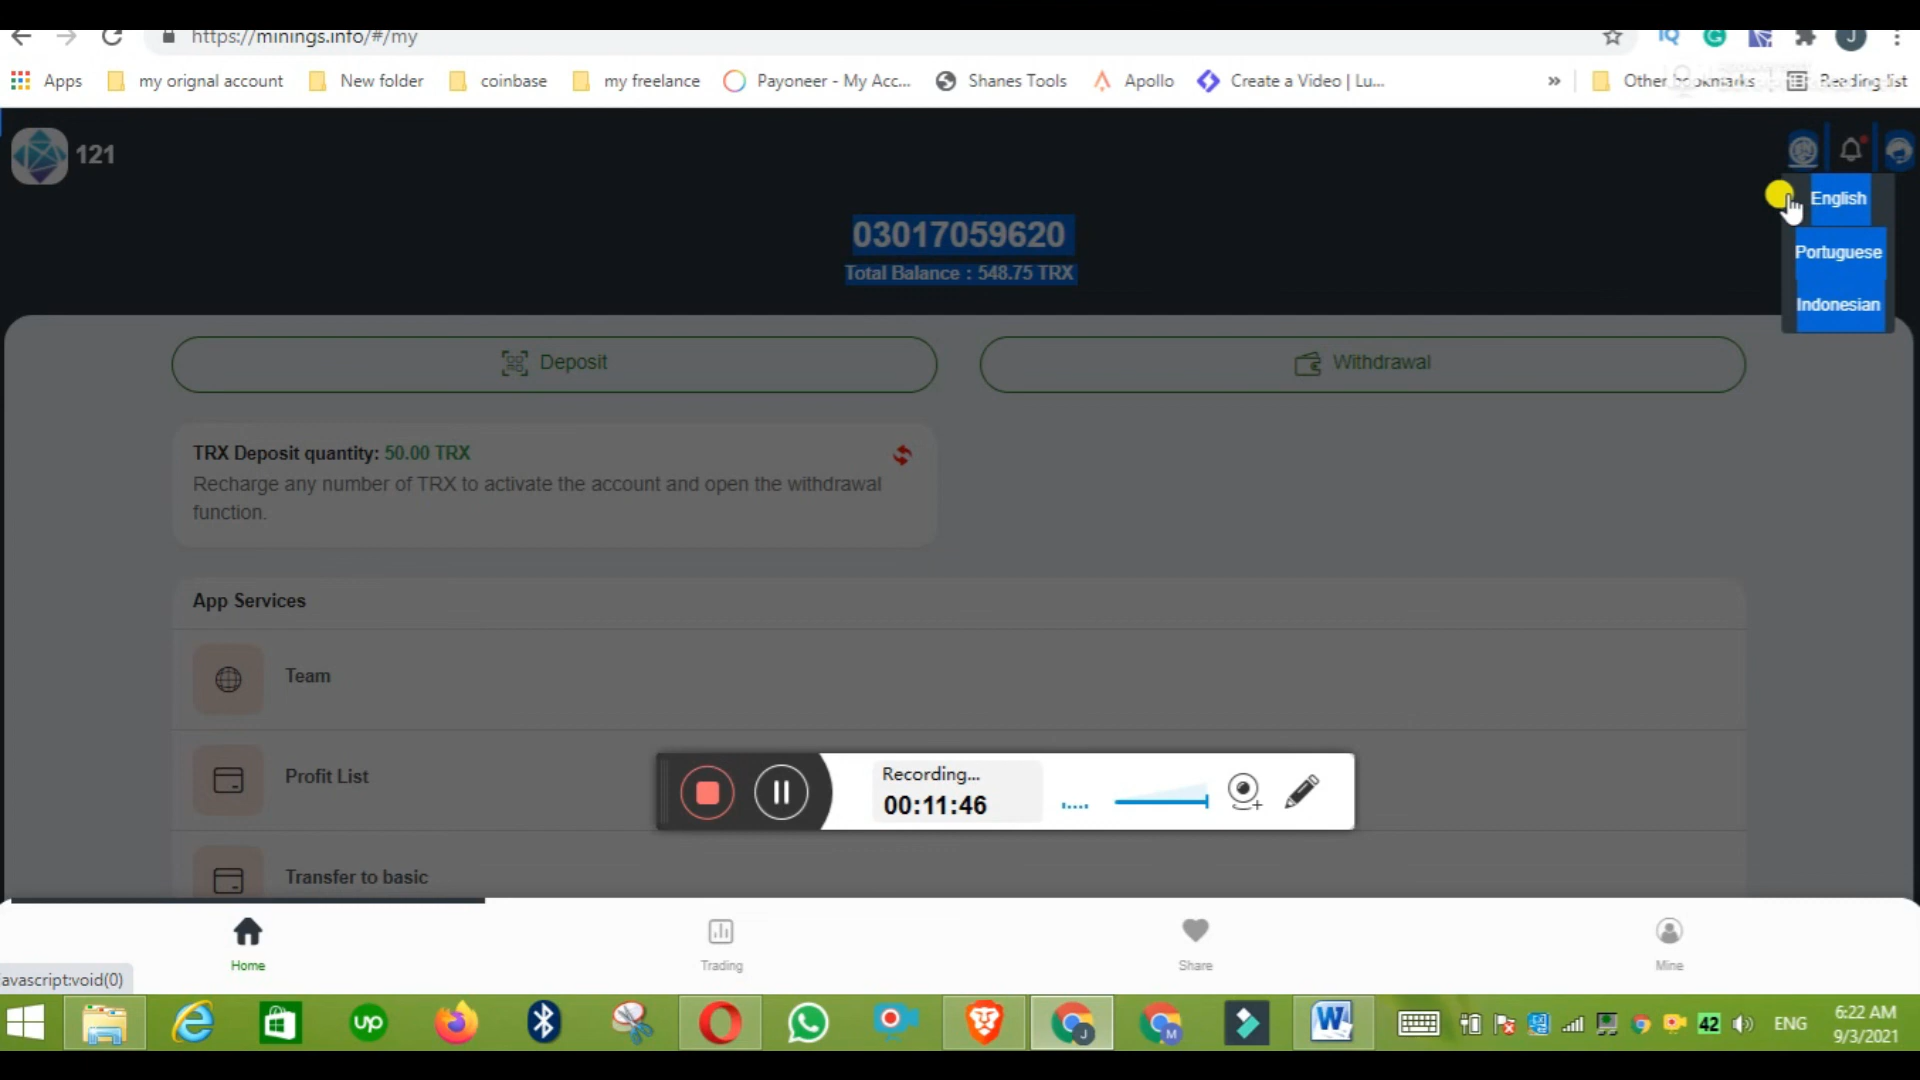 https://minings.info/#/my
Apps
my orignal account
New folder
coinbase
my freelance
Payoneer - My Acc...
Shanes Tools
Apollo
Create a Video | Lu...
»
Other bookmarks
Reading list
121
English
Portuguese
Indonesian
03017059620
Total Balance : 548.75 TRX
Deposit
Withdrawal
TRX Deposit quantity: 50.00 TRX
Recharge any number of TRX to activate the account and open the withdrawal
function.
App Services
Team
Profit List
Recording...
00:11:46
Transfer to basic
Home
Trading
Share
Mine
avascript:void(0)
up
42
ENG
6:22 AM
9/3/2021